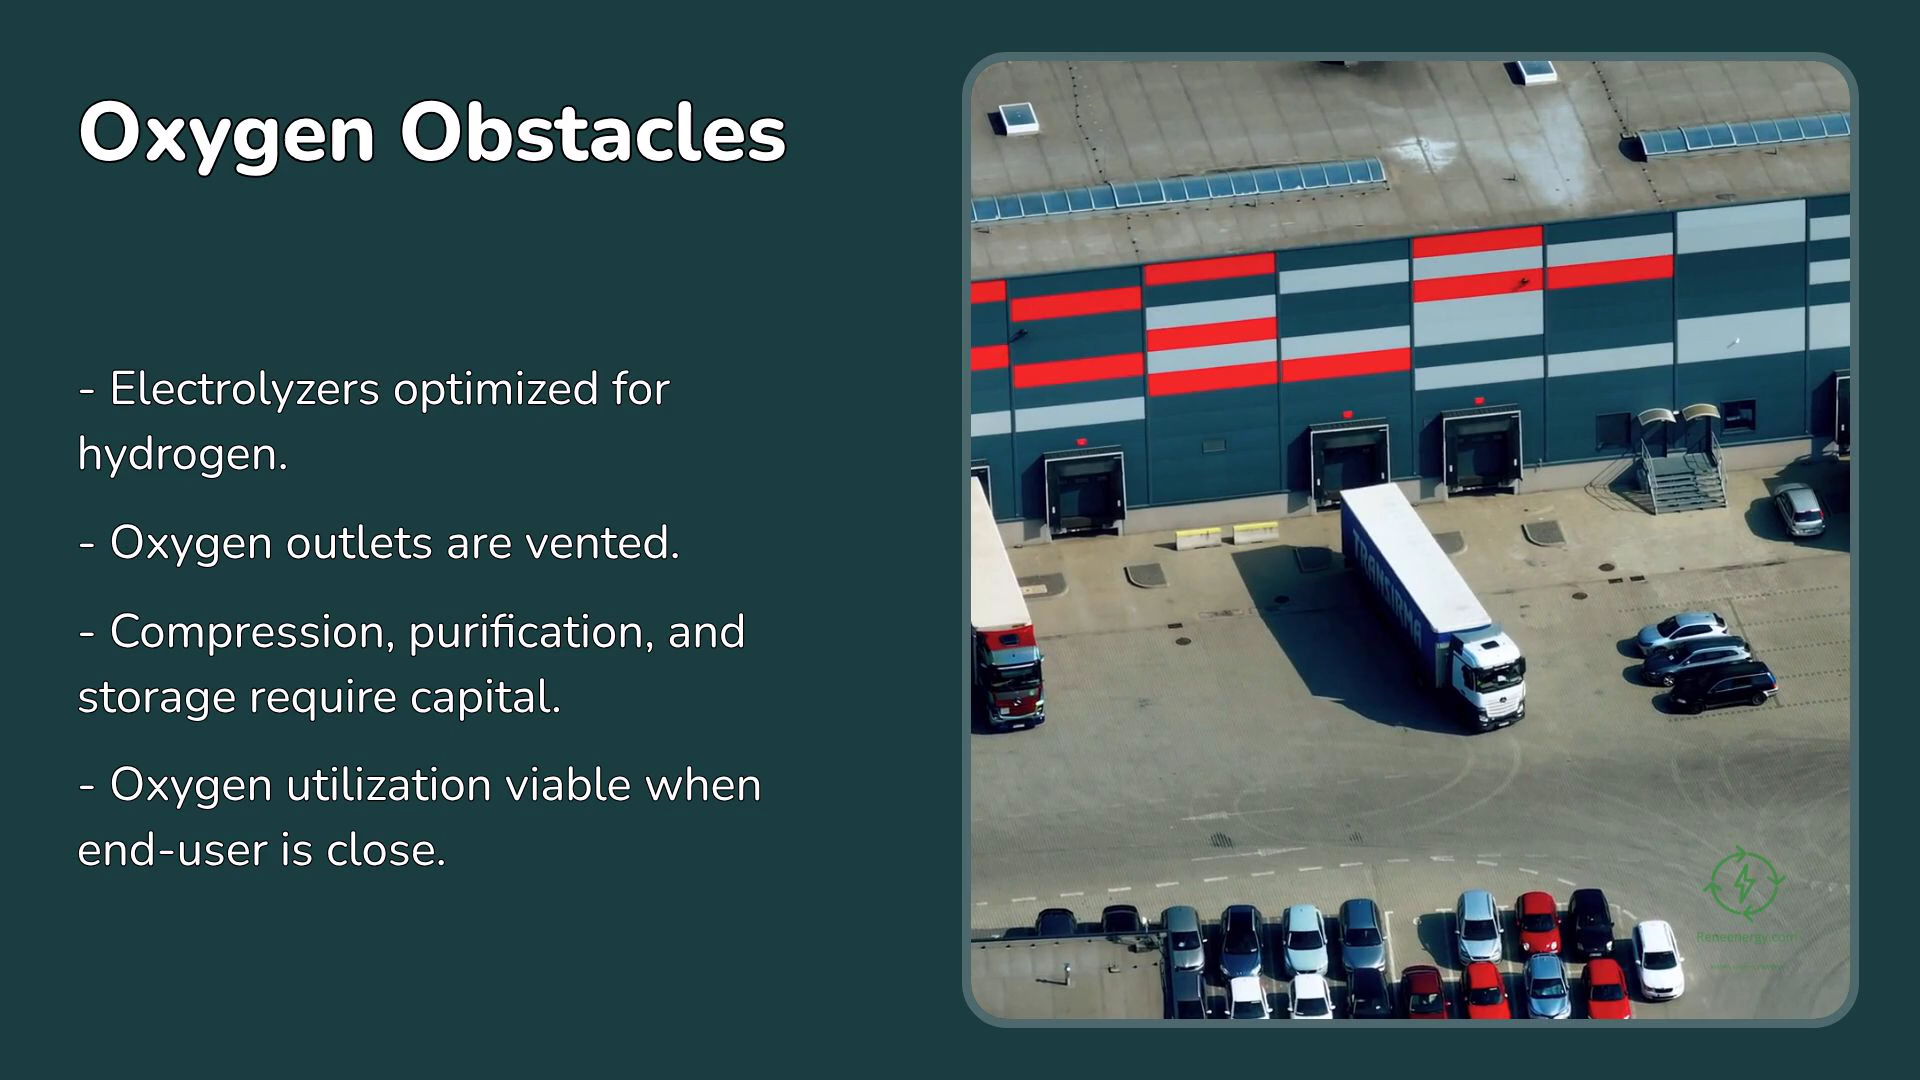 Oxygen Obstacles
- Electrolyzers optimized for
hydrogen.
- Oxygen outlets are vented.
- Compression, purification, and
storage require capital.
- Oxygen utilization viable when
end-user is close.
Reneenergy.com